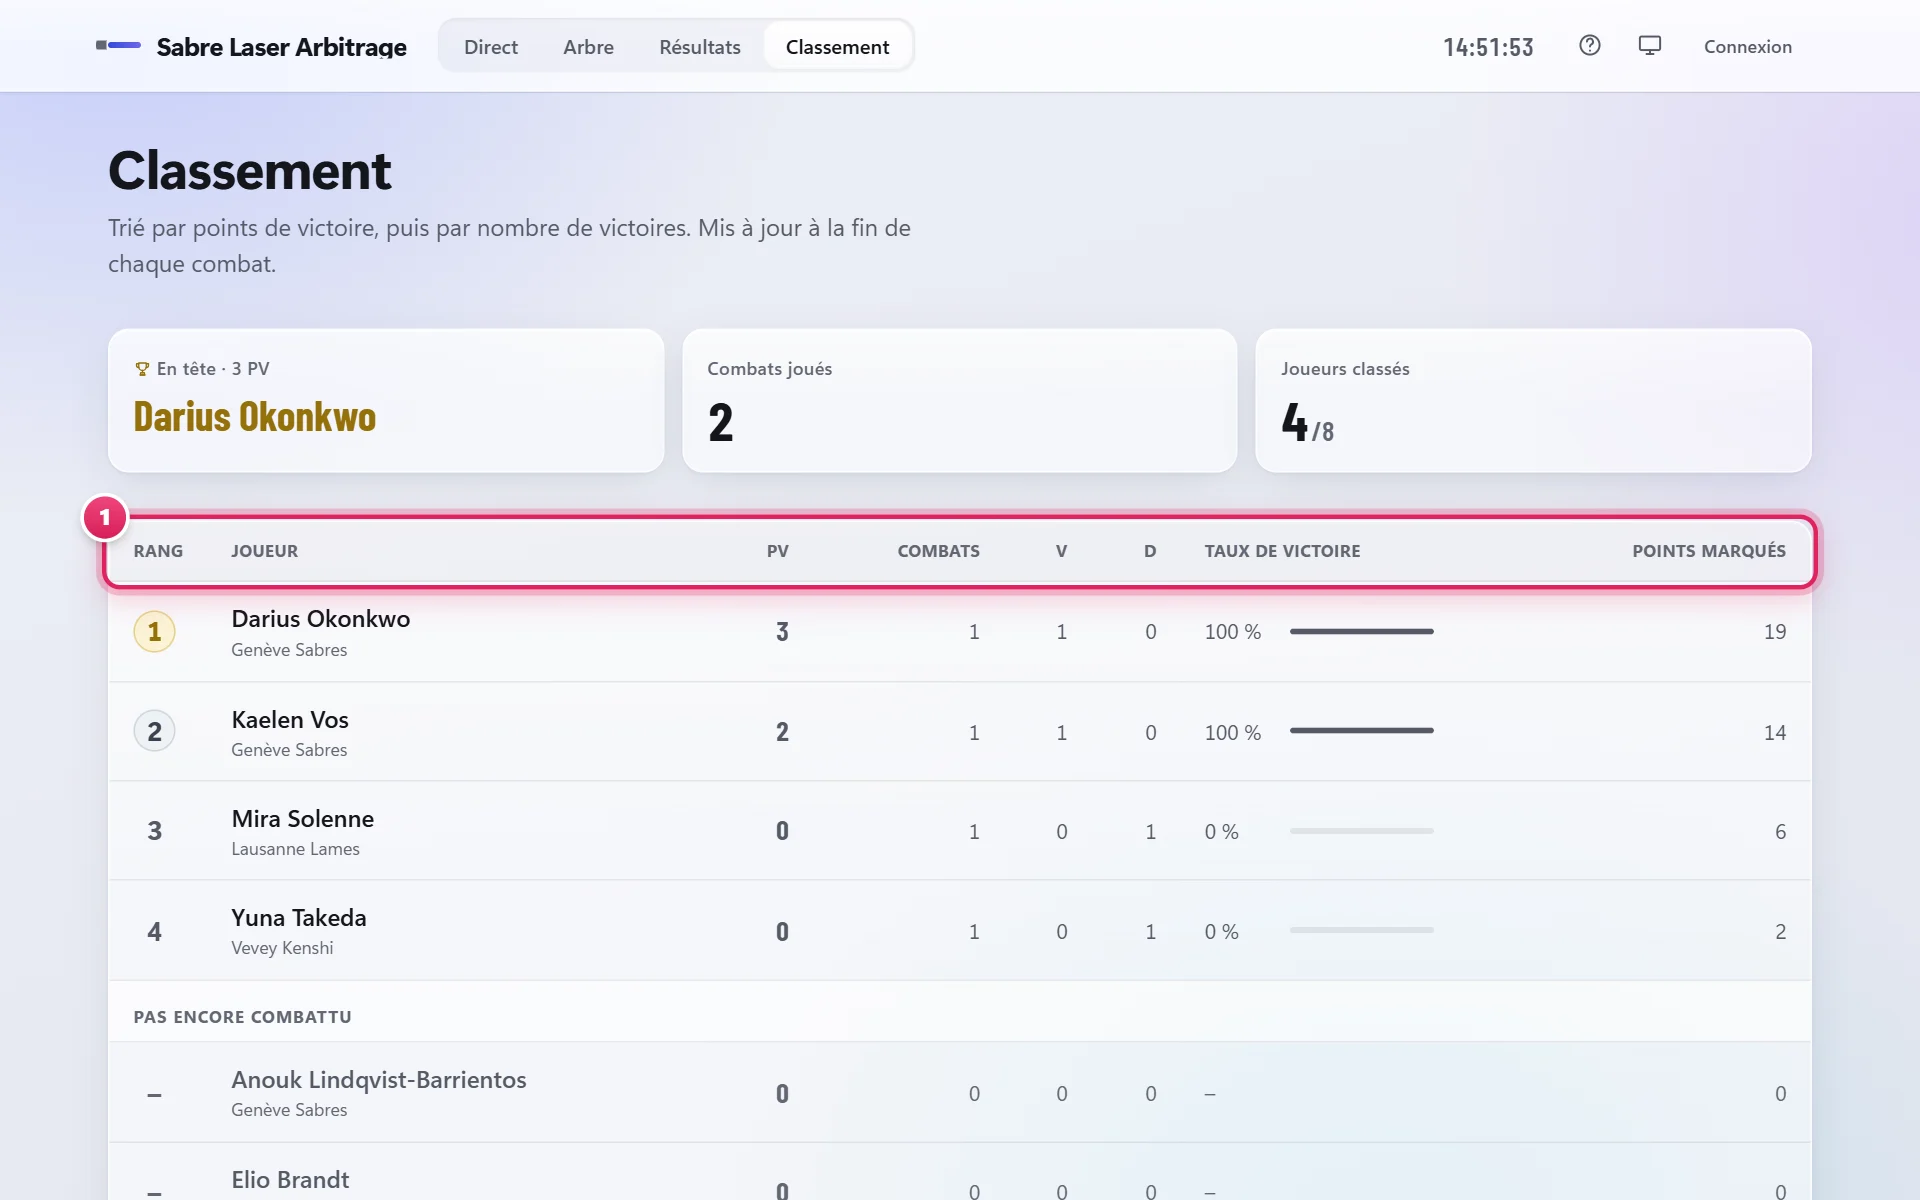 Sabre Laser Arbitrage
Direct
Arbre
Résultats
Classement
14:51:53
Connexion
Classement
Trié par points de victoire, puis par nombre de victoires. Mis à jour à la fin de
chaque combat.
En tête · 3 PV
Darius Okonkwo
Combats joués
2
Joueurs classés
4/8
1
RANG JOUEUR PV COMBATS V D TAUX DE VICTOIRE POINTS MARQUÉS
1 Darius Okonkwo 3 1 1 0 100 % 19
Genève Sabres
2 Kaelen Vos 2 1 1 0 100 % 14
Genève Sabres
3 Mira Solenne 0 1 0 1 0 % 6
Lausanne Lames
4 Yuna Takeda 0 1 0 1 0 % 2
Vevey Kenshi
PAS ENCORE COMBATTU
– Anouk Lindqvist-Barrientos 0 0 0 0 – 0
Genève Sabres
– Elio Brandt 0 0 0 0 – 0